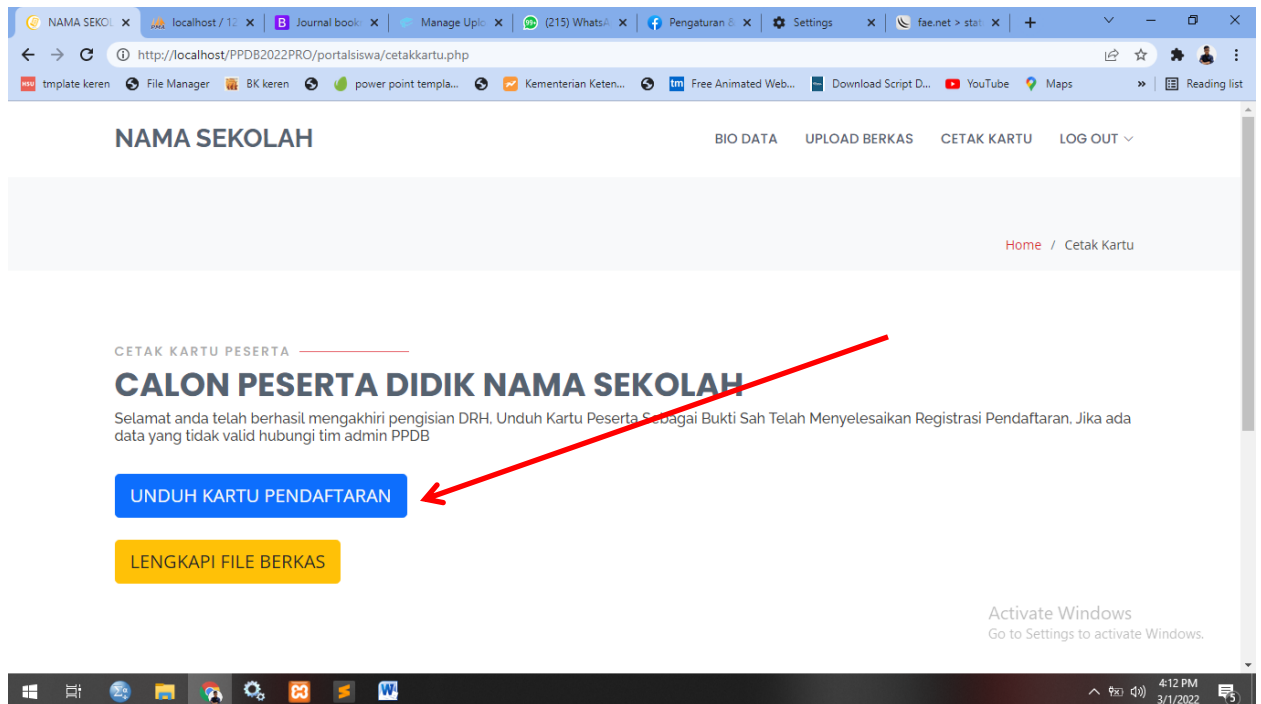 NAMA SEKOL
localhost / 12
Journal book
Manage Uplo
(215) WhatsA
Pengaturan &
Settings
fae.net > stat
http://localhost/PPDB2022PRO/portalsiswa/cetakkartu.php
tmplate keren
File Manager
BK keren
power point templa...
Kementerian Keten...
Free Animated Web...
Download Script D...
YouTube
Maps
»
Reading list
NAMA SEKOLAH
BIO DATA
UPLOAD BERKAS
CETAK KARTU
LOG OUT
Home / Cetak Kartu
CETAK KARTU PESERTA
CALON PESERTA DIDIK NAMA SEKOLAH
Selamat anda telah berhasil mengakhiri pengisian DRH, Unduh Kartu Peserta Sebagai Bukti Sah Telah Menyelesaikan Registrasi Pendaftaran, Jika ada
data yang tidak valid hubungi tim admin PPDB
UNDUH KARTU PENDAFTARAN
LENGKAPI FILE BERKAS
Activate Windows
Go to Settings to activate Windows.
4:12 PM
3/1/2022